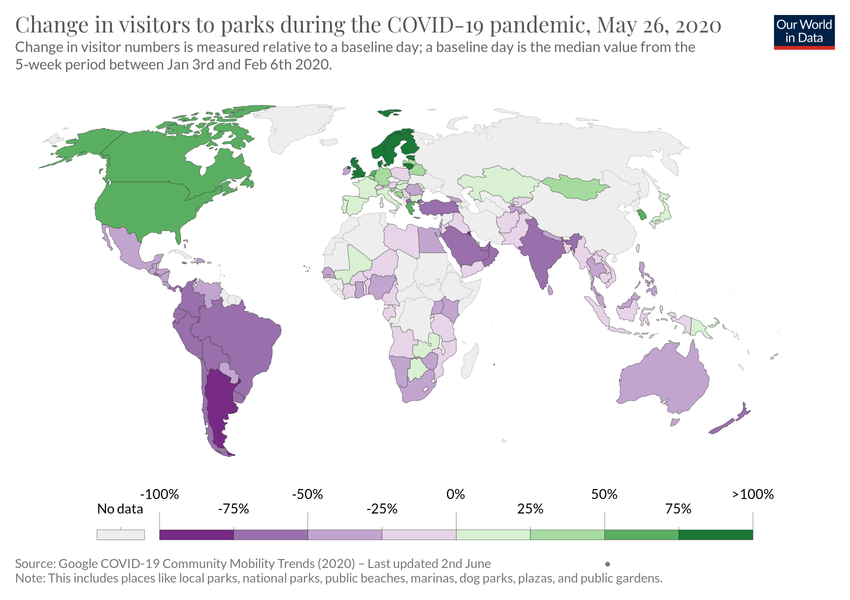 Change in visitors to parks during the COVID-19 pandemic, May 26, 2020
Our World
in Data
Change in visitor numbers is measured relative to a baseline day; a baseline day is the median value from the
5-week period between Jan 3rd and Feb 6th 2020.
-100% -50% 0% 50% >100%
No data -75% -25% 25% 75%
Source: Google COVID-19 Community Mobility Trends (2020) – Last updated 2nd June
Note: This includes places like local parks, national parks, public beaches, marinas, dog parks, plazas, and public gardens.